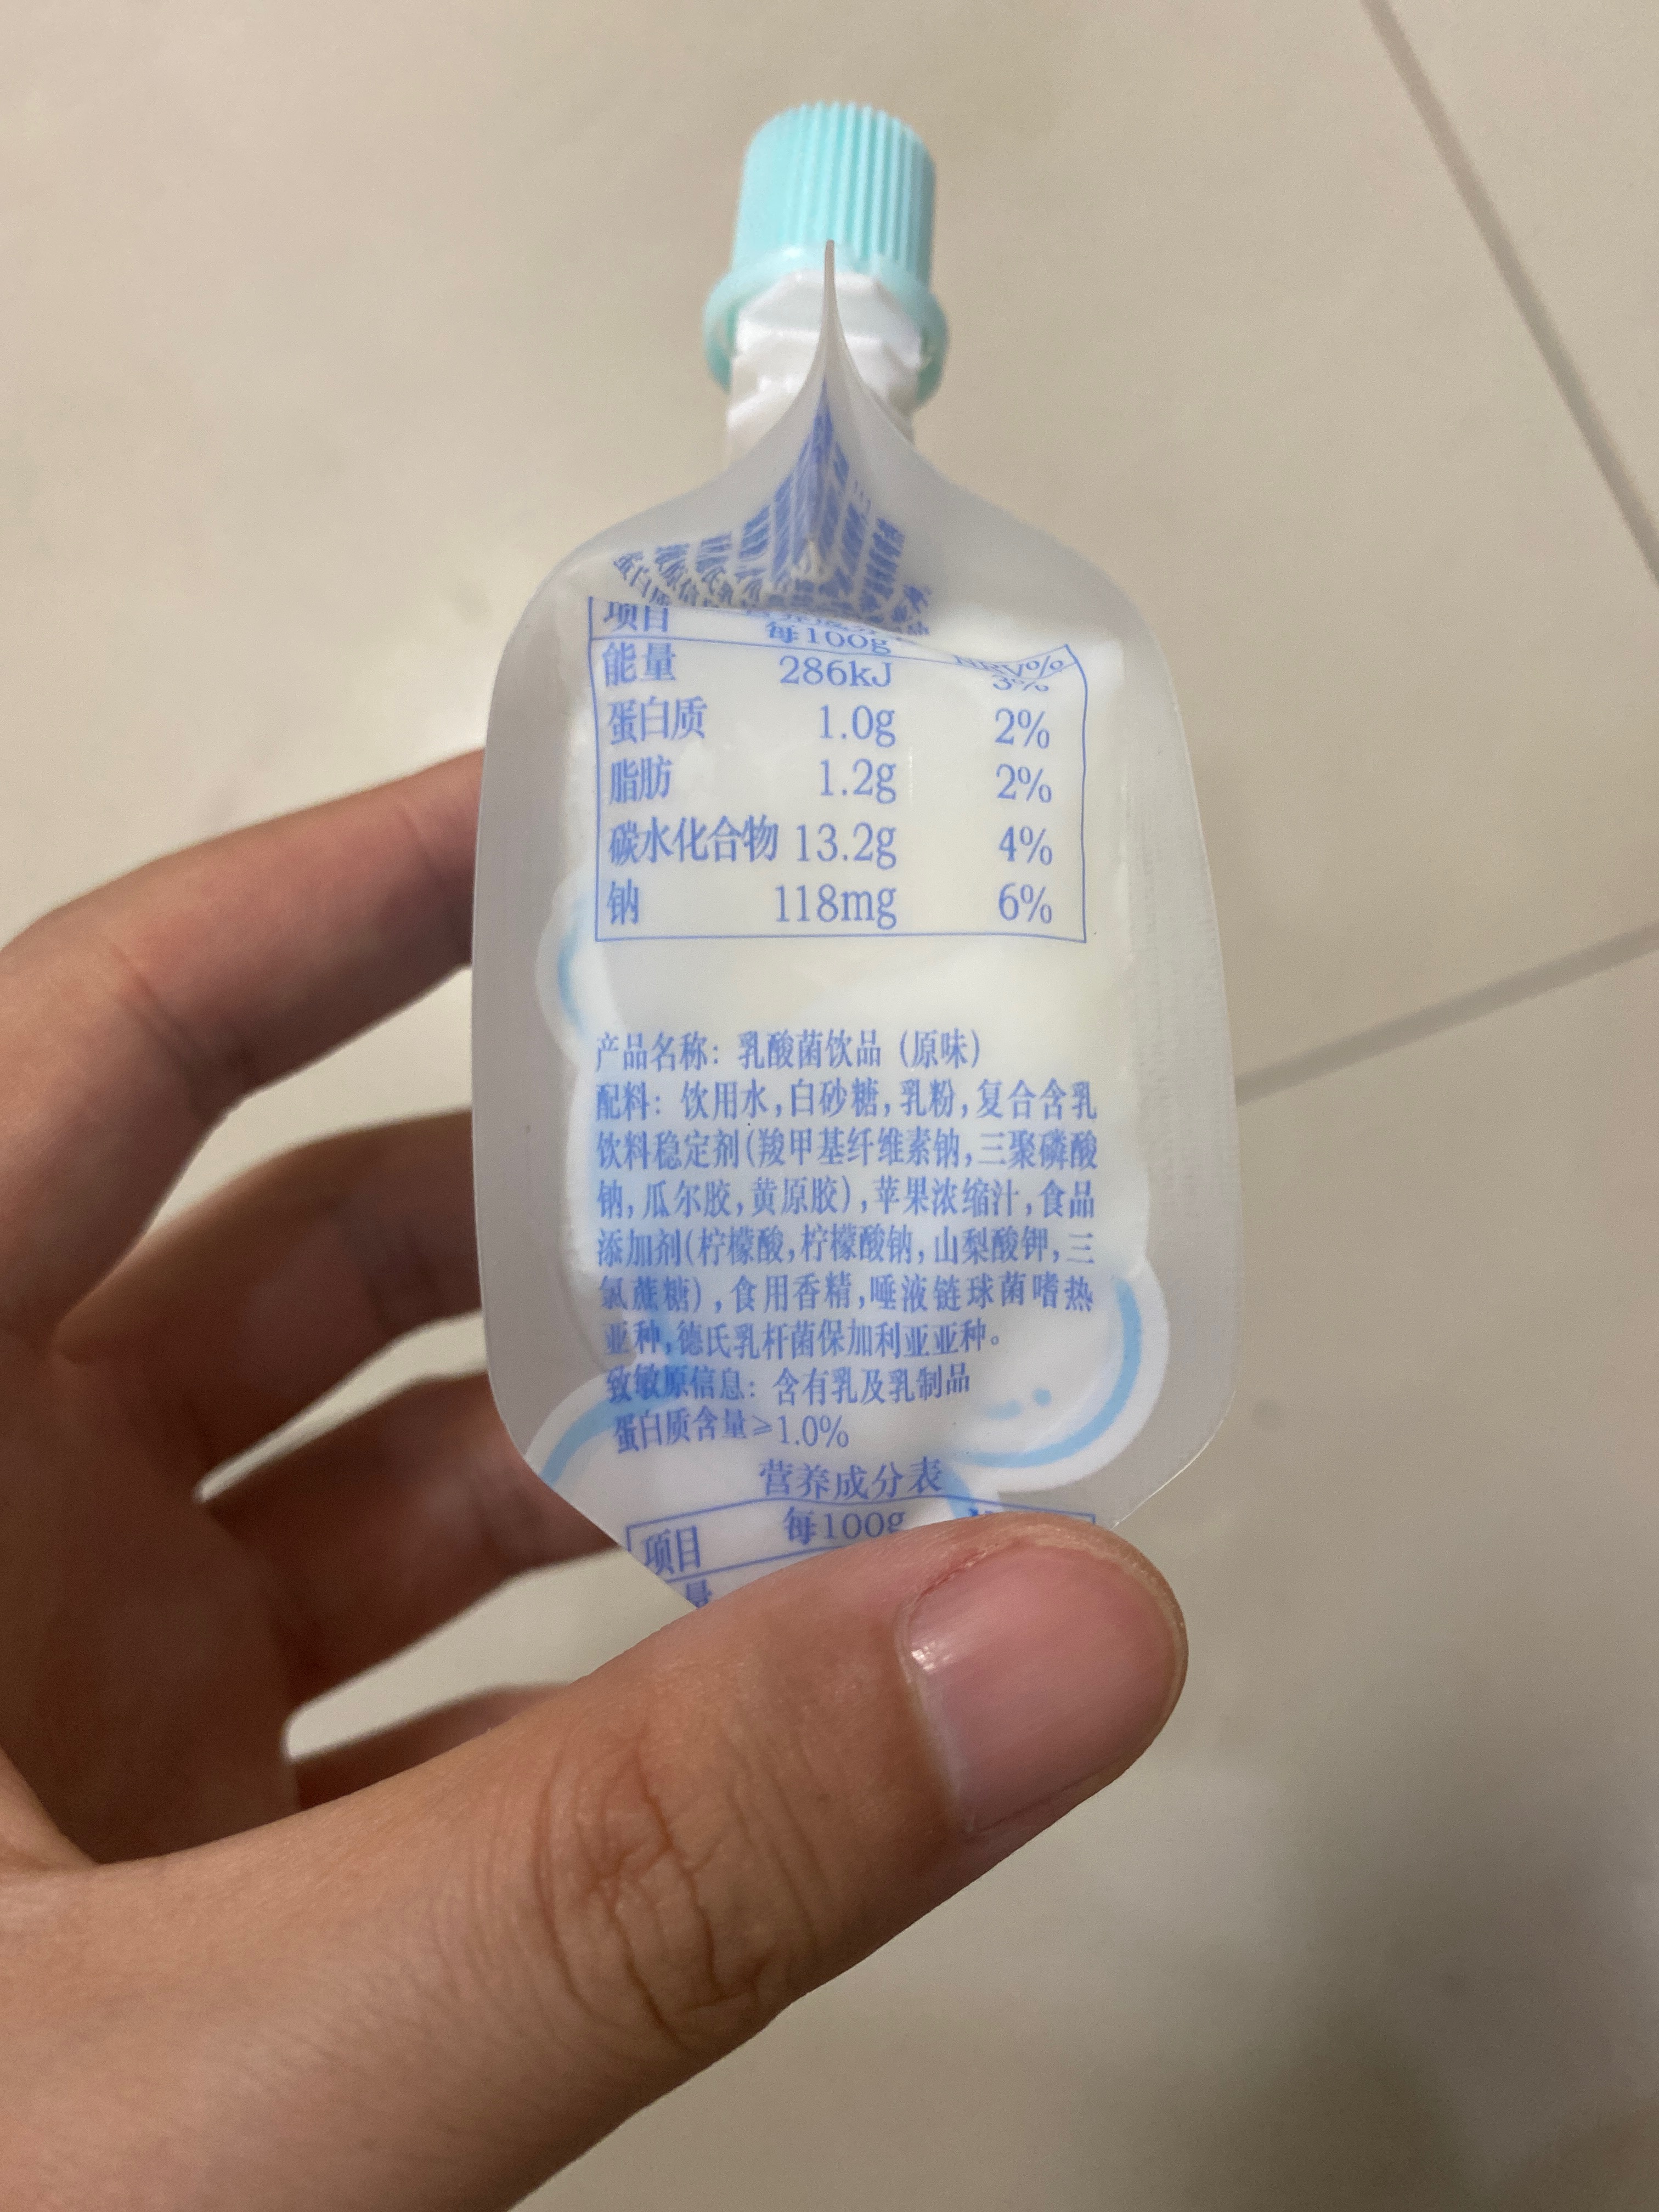 项目 每100g NRV%
能量 286kJ 3%
蛋白质 1.0g 2%
脂肪 1.2g 2%
碳水化合物 13.2g 4%
钠 118mg 6%
产品名称：乳酸菌饮品（原味）
配料：饮用水,白砂糖,乳粉,复合含乳
饮料稳定剂(羧甲基纤维素钠,三聚磷酸
钠,瓜尔胶,黄原胶),苹果浓缩汁,食品
添加剂(柠檬酸,柠檬酸钠,山梨酸钾,三
氯蔗糖),食用香精,唾液链球菌嗜热
亚种,德氏乳杆菌保加利亚亚种。
致敏原信息：含有乳及乳制品
蛋白质含量≥1.0%
营养成分表
项目 每100g
量